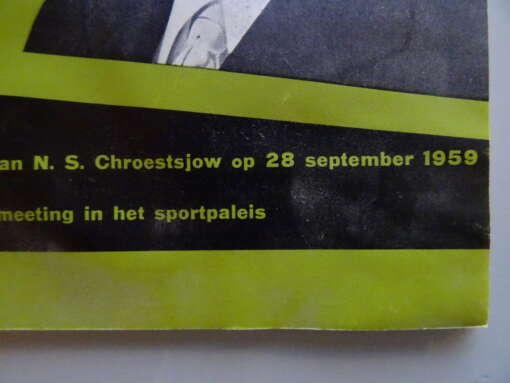 an N. S. Chroestsjow op 28 september 1959
meeting in het sportpaleis